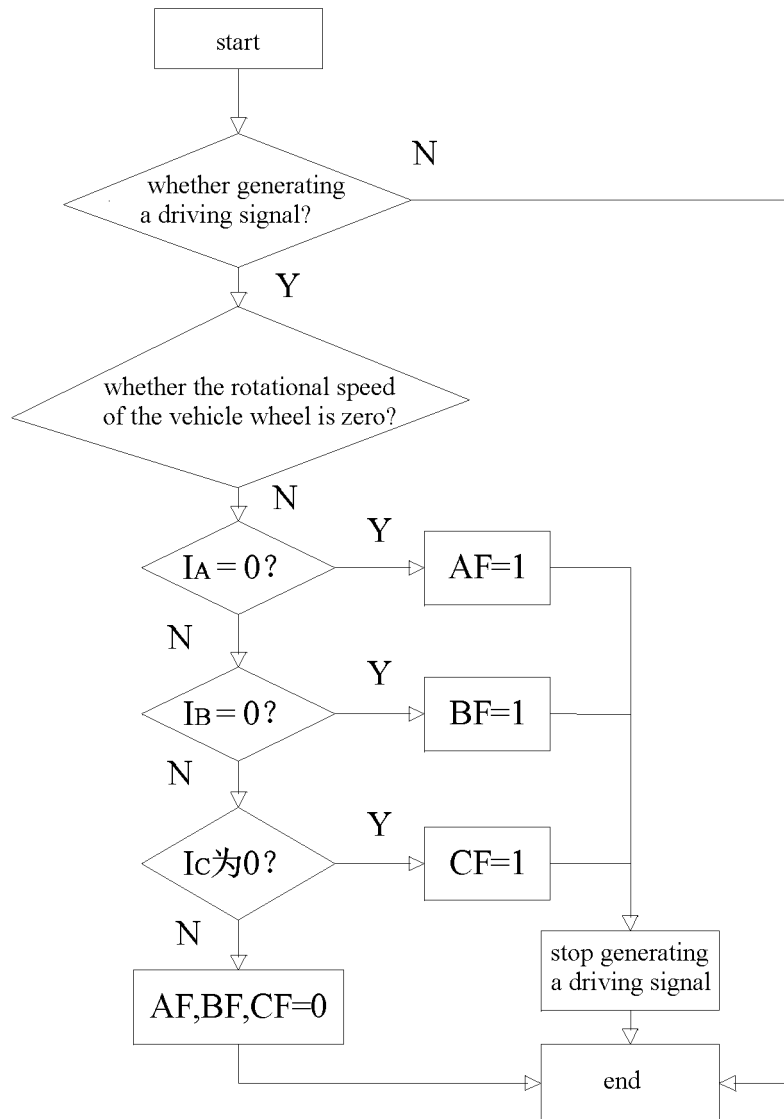 start
N
whether generating
a driving signal?
Y
whether the rotational speed
of the vehicle wheel is zero?
N
IA = 0?
Y
AF=1
N
IB = 0?
Y
BF=1
N
IC为0?
Y
CF=1
N
stop generating
a driving signal
AF,BF,CF=0
end